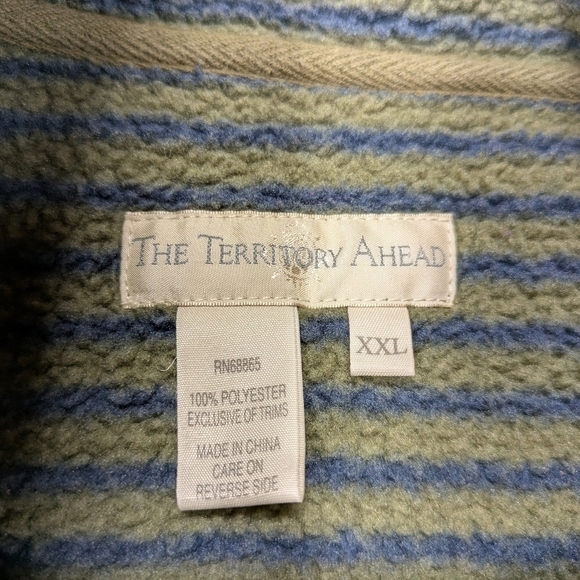 THE TERRITORY AHEAD
XXL
RN68865
100% POLYESTER
EXCLUSIVE OF TRIMS
MADE IN CHINA
CARE ON
REVERSE SIDE